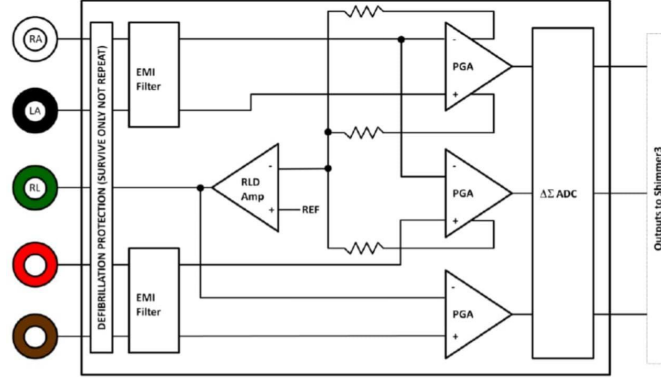 RA
LA
RL
DEFIBRILLATION PROTECTION (SURVIVE ONLY NOT REPEAT)
EMI
Filter
EMI
Filter
RLD
Amp
-
+
REF
-
PGA
+
-
PGA
+
-
PGA
+
ΔΣ ADC
Outputs to Shimmer3